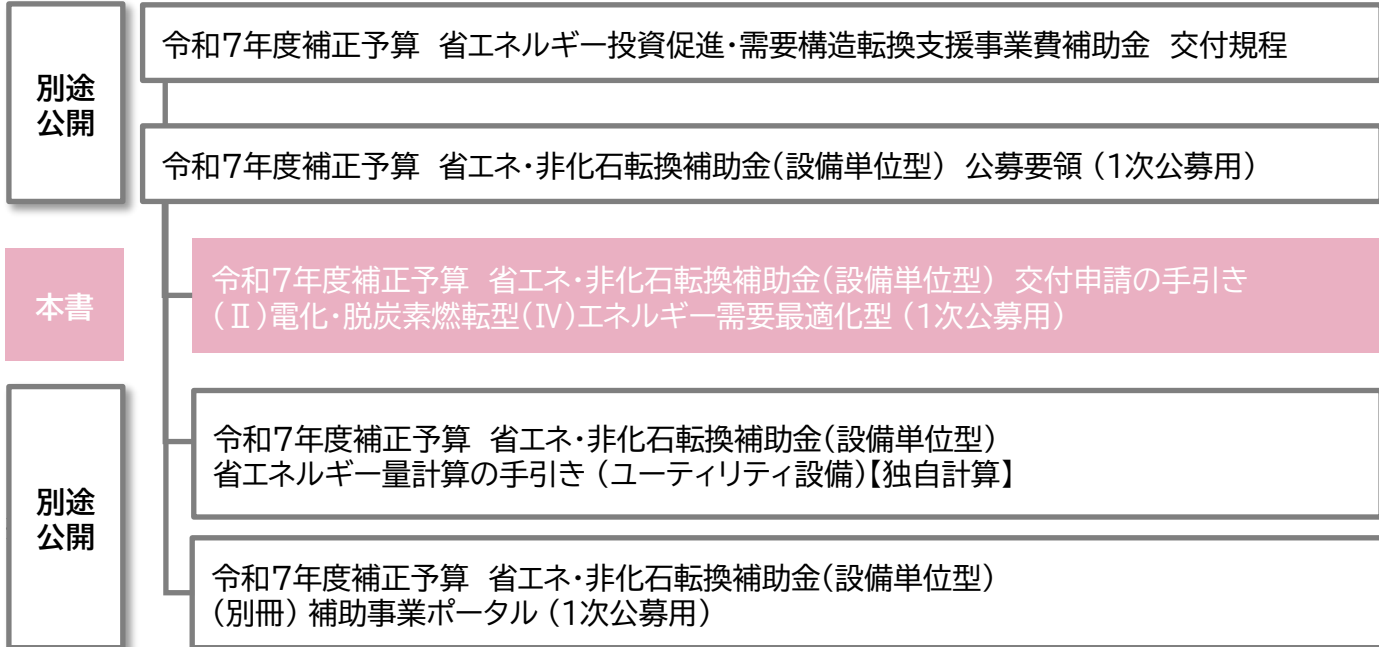 別途
公開
令和7年度補正予算 省エネルギー投資促進・需要構造転換支援事業費補助金 交付規程
令和7年度補正予算 省エネ・非化石転換補助金(設備単位型) 公募要領 (1次公募用)
本書
令和7年度補正予算 省エネ・非化石転換補助金(設備単位型) 交付申請の手引き
(Ⅱ)電化・脱炭素燃転型(Ⅳ)エネルギー需要最適化型 (1次公募用)
別途
公開
令和7年度補正予算 省エネ・非化石転換補助金(設備単位型)
省エネルギー量計算の手引き (ユーティリティ設備)【独自計算】
令和7年度補正予算 省エネ・非化石転換補助金(設備単位型)
(別冊) 補助事業ポータル (1次公募用)